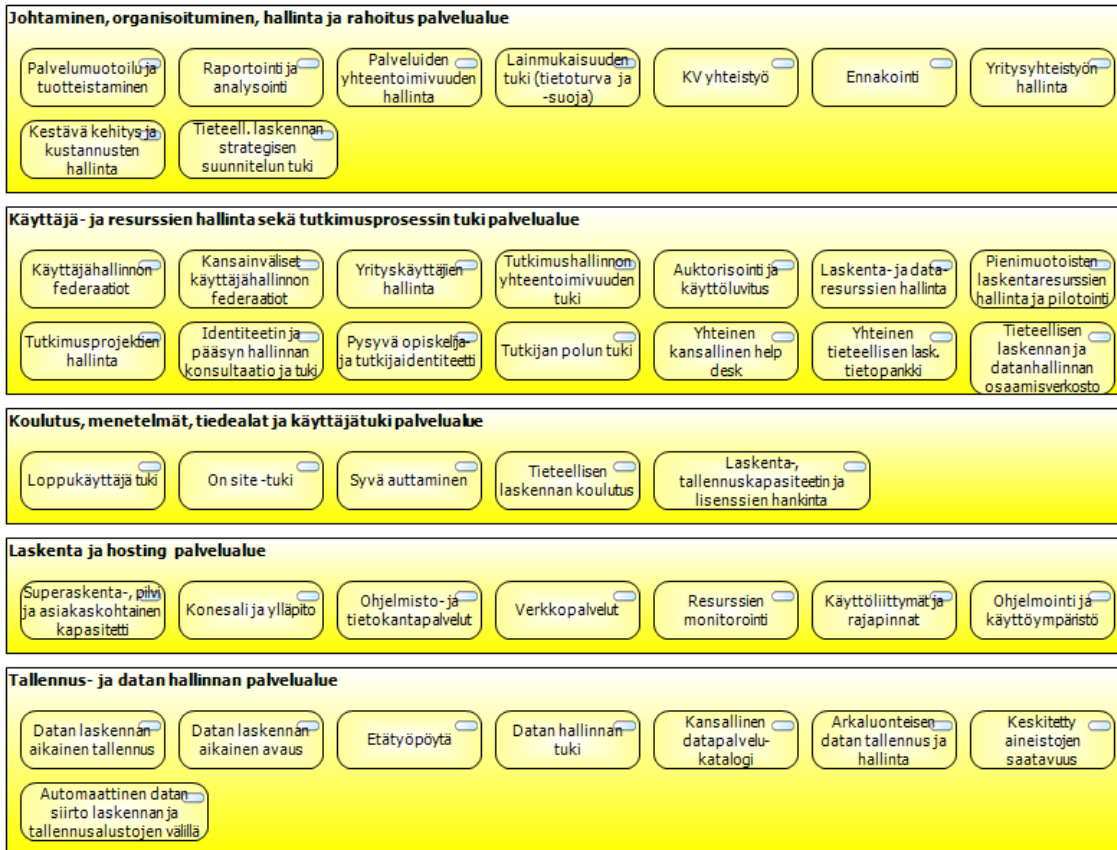 Johtaminen, organisoituminen, hallinta ja rahoitus palvelualue
Palvelumuotoilu ja
tuotteistaminen
Raportointi ja
analysointi
Palveluiden
yhteentoimivuuden
hallinta
Lainmukaisuuden
tuki (tietoturva ja
-suoja)
KV yhteistyö
Ennakointi
Yritysyhteistyön
hallinta
Kestävä kehitys ja
kustannusten
hallinta
Tieteell. laskennan
strategisen
suunnitelun tuki
Käyttäjä- ja resurssien hallinta sekä tutkimusprosessin tuki palvelualue
Käyttäjähallinnon
federaatiot
Kansainväliset
käyttäjähallinnon
federaatiot
Yrityskäyttäjien
hallinta
Tutkimushallinnon
yhteentoimivuuden
tuki
Auktorisointi ja
käyttöluvitus
Laskenta- ja data-
resurssien hallinta
Pienimuotoisten
laskentaresurssien
hallinta ja pilotointi
Tutkimusprojektien
hallinta
Identiteetin ja
pääsyn hallinnan
konsultaatio ja tuki
Pysyvä opiskelija-
ja tutkijaidentiteetti
Tutkijan polun tuki
Yhteinen
kansallinen help
desk
Yhteinen
tieteellisen lask.
tietopankki
Tieteellisen
laskennan ja
datanhallinnan
osaamisverkosto
Koulutus, menetelmät, tiedealat ja käyttäjätuki palvelualue
Loppukäyttäjä tuki
On site -tuki
Syvä auttaminen
Tieteellisen
laskennan koulutus
Laskenta-,
tallennuskapasiteetin ja
lisenssien hankinta
Laskenta ja hosting palvelualue
Superaskenta-, pilvi
ja asiakaskohtainen
kapasitetti
Konesali ja ylläpito
Ohjelmisto- ja
tietokantapalvelut
Verkkopalvelut
Resurssien
monitorointi
Käyttöliittymät ja
rajapinnat
Ohjelmointi ja
käyttöympäristö
Tallennus- ja datan hallinnan palvelualue
Datan laskennan
aikainen tallennus
Datan laskennan
aikainen avaus
Etätyöpöytä
Datan hallinnan
tuki
Kansallinen
datapalvelu-
katalogi
Arkaluonteisen
datan tallennus ja
hallinta
Keskitetty
aineistojen
saatavuus
Automaattinen datan
siirto laskennan ja
tallennusalustojen välillä